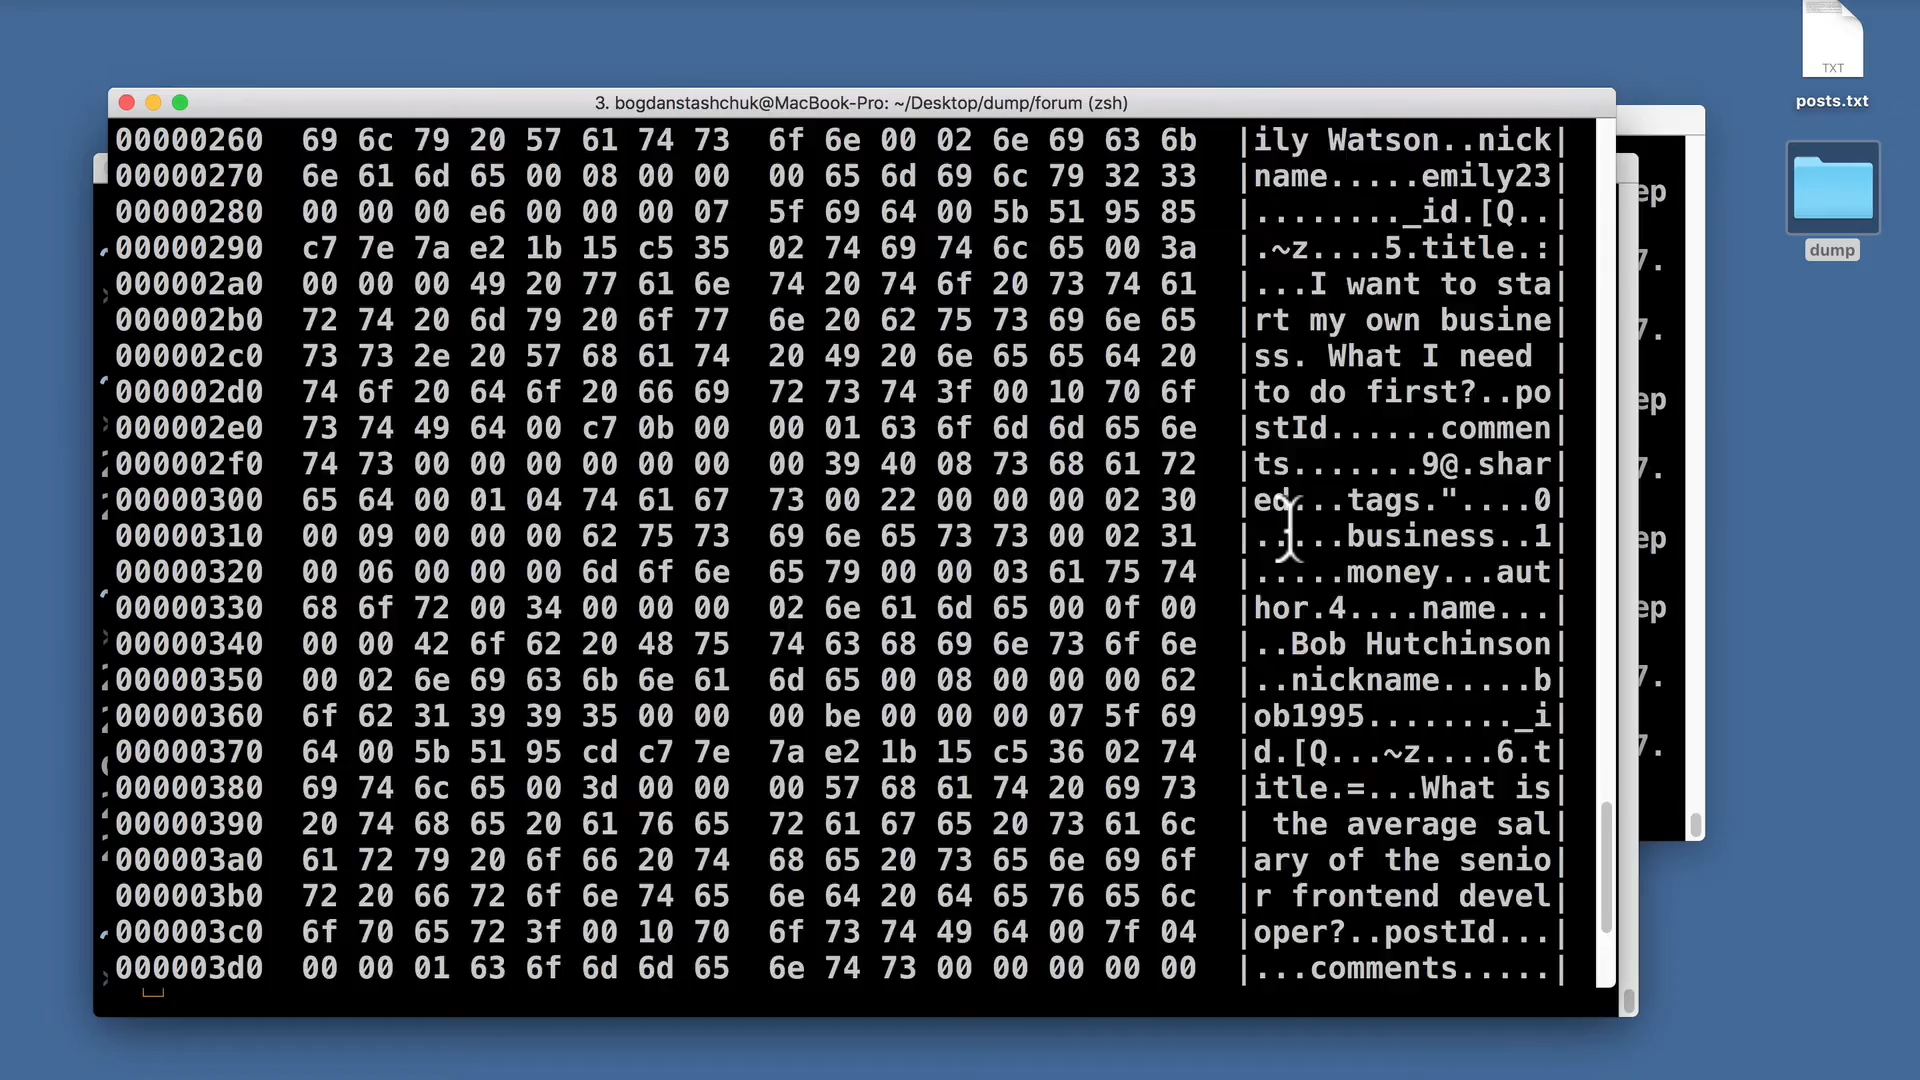 TXT
posts.txt
dump
3. bogdanstashchuk@MacBook-Pro: ~/Desktop/dump/forum (zsh)
00000260 69 6c 79 20 57 61 74 73 6f 6e 00 02 6e 69 63 6b |ily Watson..nick|
00000270 6e 61 6d 65 00 08 00 00 00 65 6d 69 6c 79 32 33 |name.....emily23|
00000280 00 00 00 e6 00 00 00 07 5f 69 64 00 5b 51 95 85 |........_id.[Q..|
00000290 c7 7e 7a e2 1b 15 c5 35 02 74 69 74 6c 65 00 3a |.~z....5.title.:|
000002a0 00 00 00 49 20 77 61 6e 74 20 74 6f 20 73 74 61 |...I want to sta|
000002b0 72 74 20 6d 79 20 6f 77 6e 20 62 75 73 69 6e 65 |rt my own busine|
000002c0 73 73 2e 20 57 68 61 74 20 49 20 6e 65 65 64 20 |ss. What I need |
000002d0 74 6f 20 64 6f 20 66 69 72 73 74 3f 00 10 70 6f |to do first?..po|
000002e0 73 74 49 64 00 c7 0b 00 00 01 63 6f 6d 6d 65 6e |stId......commen|
000002f0 74 73 00 00 00 00 00 00 00 39 40 08 73 68 61 72 |ts.......9@.shar|
00000300 65 64 00 01 04 74 61 67 73 00 22 00 00 00 02 30 |ed...tags."....0|
00000310 00 09 00 00 00 62 75 73 69 6e 65 73 73 00 02 31 |.....business..1|
00000320 00 06 00 00 00 6d 6f 6e 65 79 00 00 03 61 75 74 |.....money...aut|
00000330 68 6f 72 00 34 00 00 00 02 6e 61 6d 65 00 0f 00 |hor.4....name...|
00000340 00 00 42 6f 62 20 48 75 74 63 68 69 6e 73 6f 6e |..Bob Hutchinson|
00000350 00 02 6e 69 63 6b 6e 61 6d 65 00 08 00 00 00 62 |..nickname.....b|
00000360 6f 62 31 39 39 35 00 00 00 be 00 00 00 07 5f 69 |ob1995........_i|
00000370 64 00 5b 51 95 cd c7 7e 7a e2 1b 15 c5 36 02 74 |d.[Q...~z....6.t|
00000380 69 74 6c 65 00 3d 00 00 00 57 68 61 74 20 69 73 |itle.=...What is|
00000390 20 74 68 65 20 61 76 65 72 61 67 65 20 73 61 6c | the average sal|
000003a0 61 72 79 20 6f 66 20 74 68 65 20 73 65 6e 69 6f |ary of the senio|
000003b0 72 20 66 72 6f 6e 74 65 6e 64 20 64 65 76 65 6c |r frontend devel|
000003c0 6f 70 65 72 3f 00 10 70 6f 73 74 49 64 00 7f 04 |oper?..postId...|
000003d0 00 00 01 63 6f 6d 6d 65 6e 74 73 00 00 00 00 00 |...comments.....|
ep
7.
7.
ep
7.
ep
ep
7.
7.